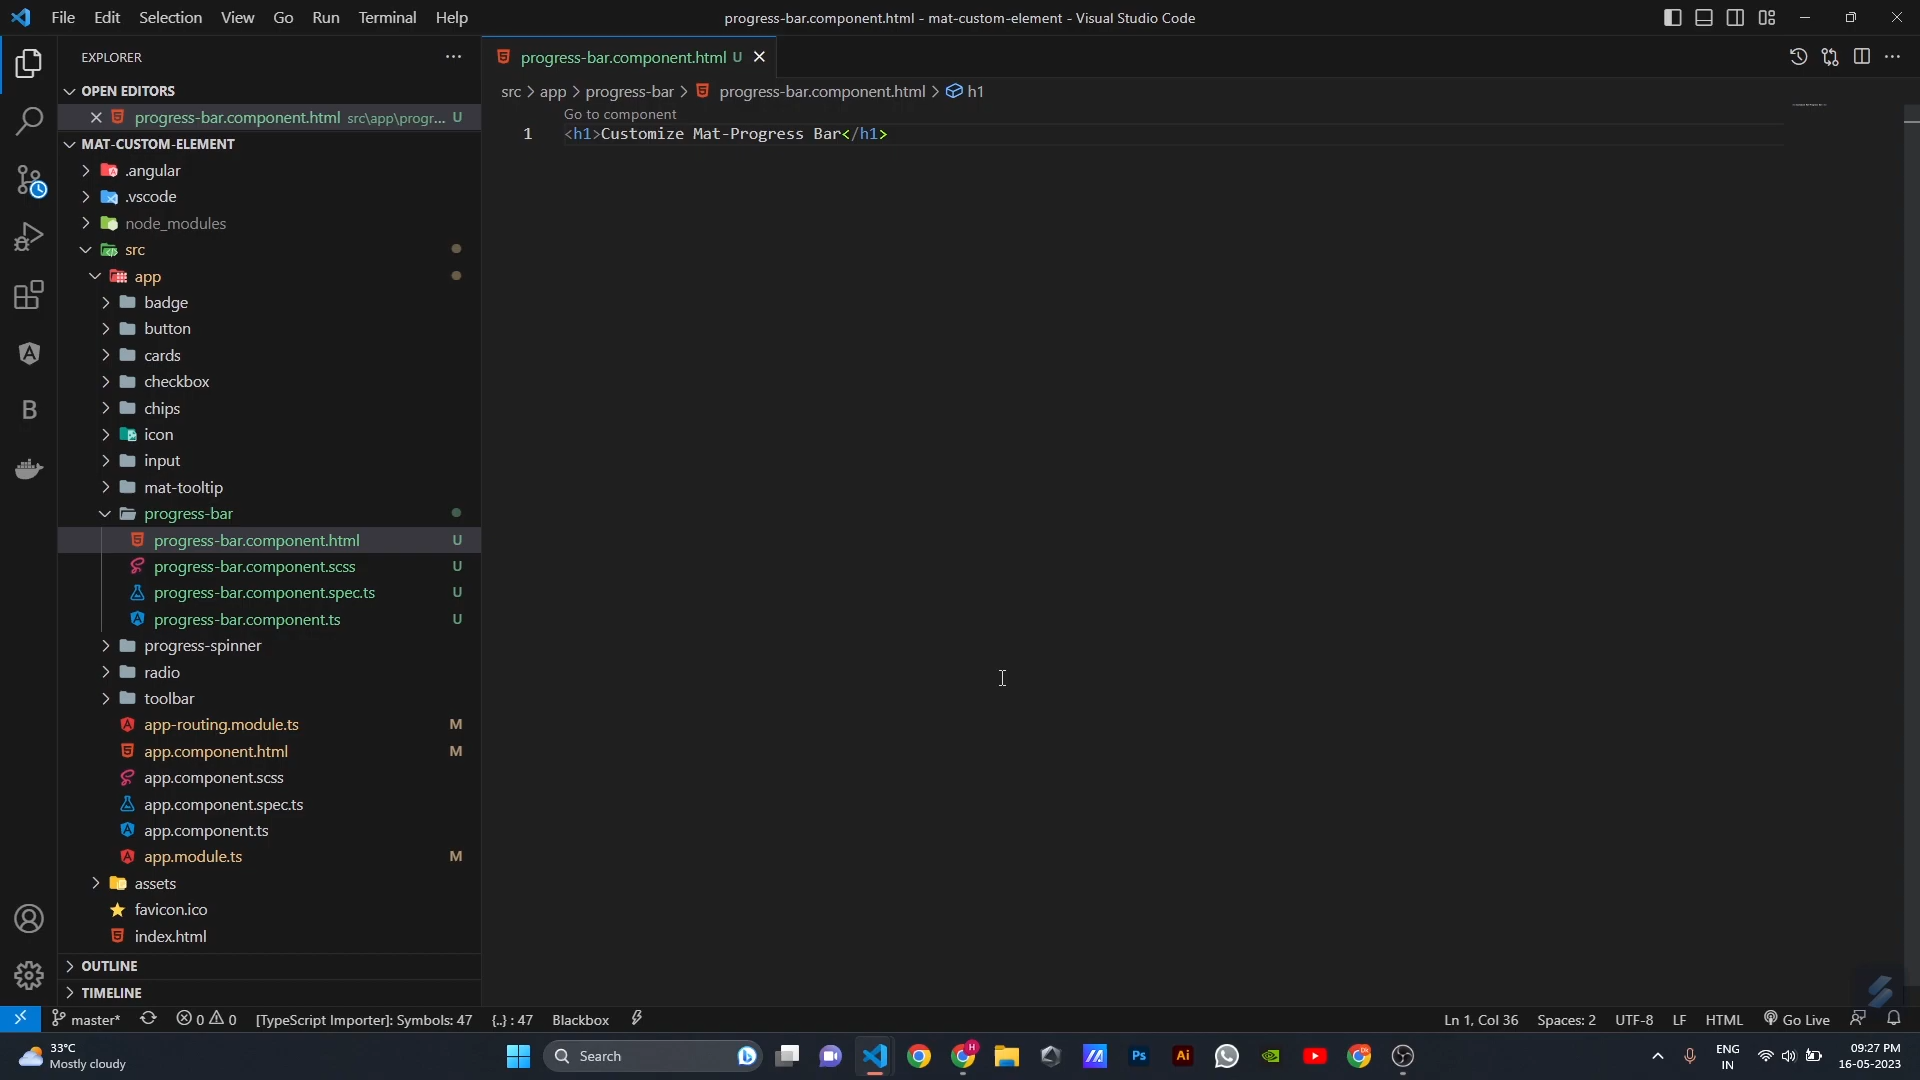 File Edit Selection View Go Run Terminal Help
progress-bar.component.html - mat-custom-element - Visual Studio Code
EXPLORER
progress-bar.component.html U
OPEN EDITORS
progress-bar.component.html src\app\progr... U
src > app > progress-bar > progress-bar.component.html > h1
Go to component
1 <h1>Customize Mat-Progress Bar</h1>
MAT-CUSTOM-ELEMENT
.angular
.vscode
node_modules
src
app
badge
button
cards
checkbox
chips
icon
input
mat-tooltip
progress-bar
progress-bar.component.html U
progress-bar.component.scss U
progress-bar.component.spec.ts U
progress-bar.component.ts U
progress-spinner
radio
toolbar
app-routing.module.ts M
app.component.html M
app.component.scss
app.component.spec.ts
app.component.ts
app.module.ts M
assets
favicon.ico
index.html
OUTLINE
TIMELINE
master* 0 0 [TypeScript Importer]: Symbols: 47 {..} : 47 Blackbox Ln 1, Col 36 Spaces: 2 UTF-8 LF HTML Go Live
33°C
Mostly cloudy
Search
Ps
Ai
ENG
IN
09:27 PM
16-05-2023